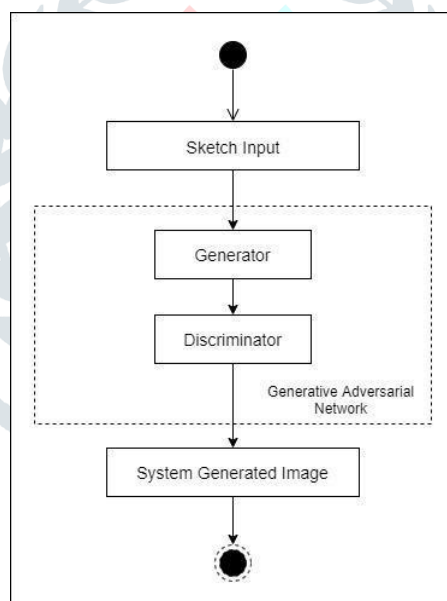 Sketch Input
Generator
Discriminator
Generative Adversarial
Network
System Generated Image